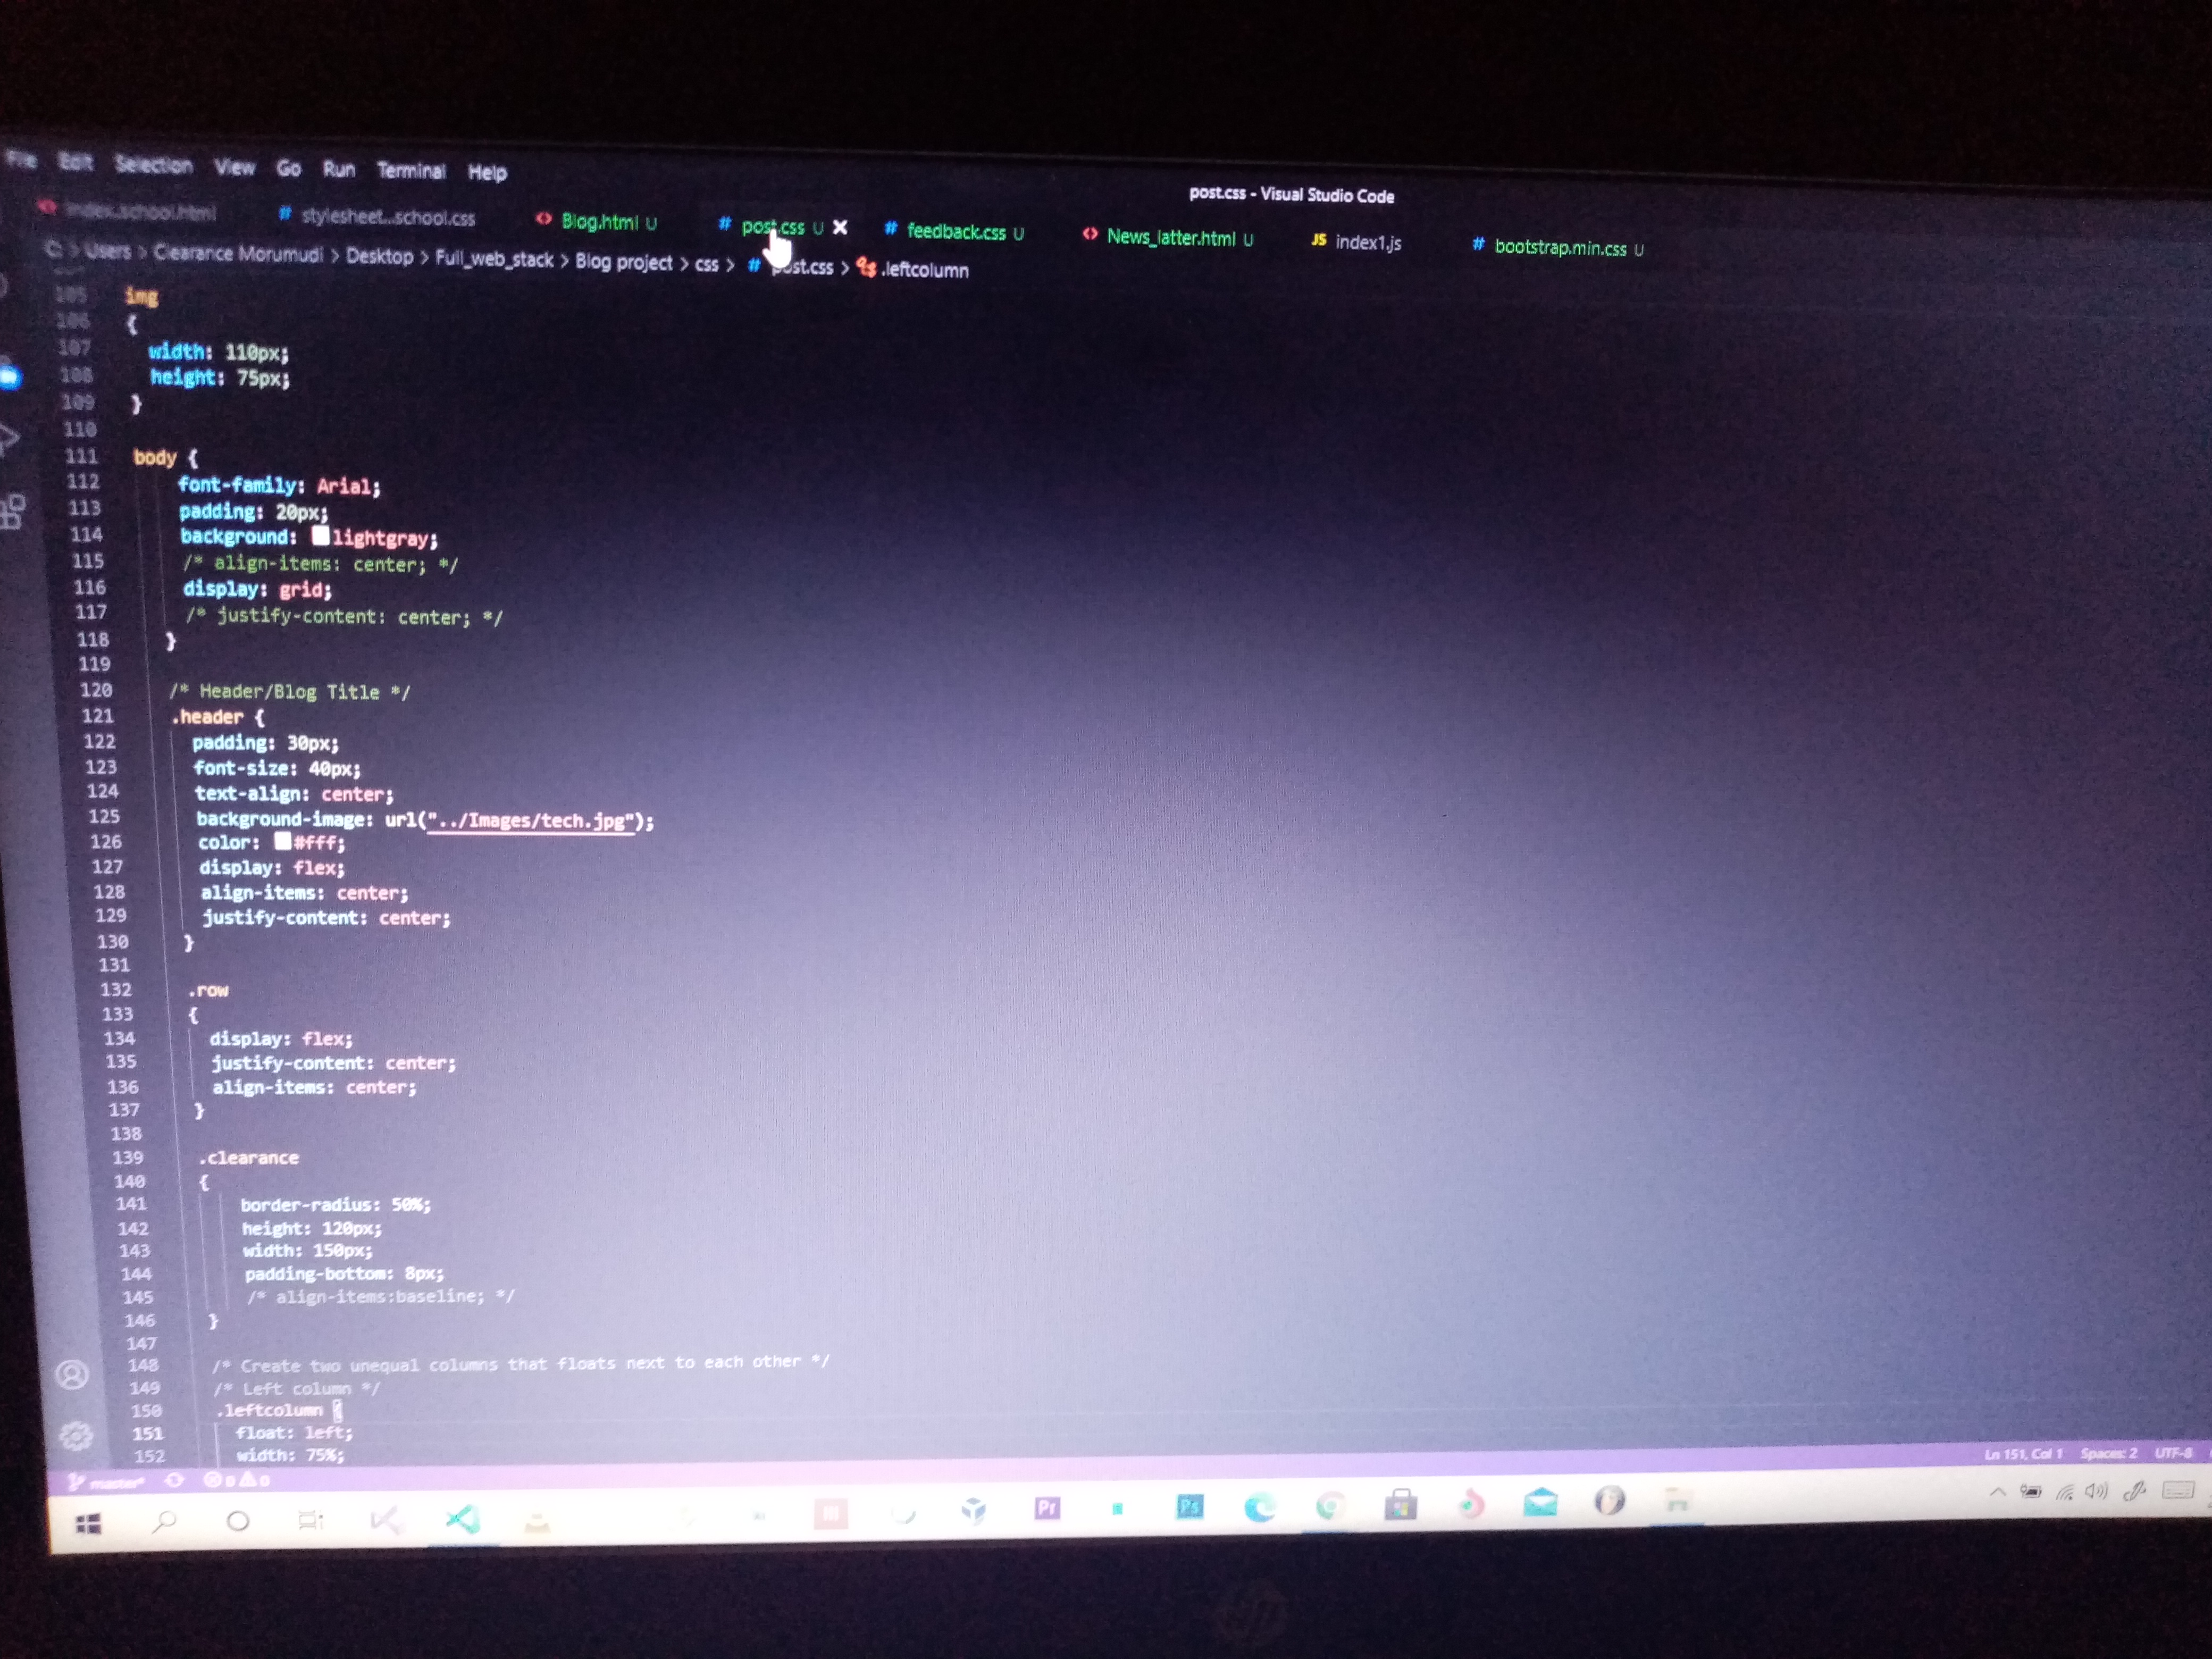 File Edit Selection View Go Run Terminal Help
post.css - Visual Studio Code
index.school.html # stylesheet...school.css <> Blog.html U # post.css U × # feedback.css U <> News_latter.html U JS index1.js # bootstrap.min.css U
C: > Users > Clearance Morumudi > Desktop > Full_web_stack > Blog project > css > # post.css > .leftcolumn
105 img
106 {
107 width: 110px;
108 height: 75px;
109 }
110
111 body {
112 font-family: Arial;
113 padding: 20px;
114 background: lightgray;
115 /* align-items: center; */
116 display: grid;
117 /* justify-content: center; */
118 }
119
120 /* Header/Blog Title */
121 .header {
122 padding: 30px;
123 font-size: 40px;
124 text-align: center;
125 background-image: url("../Images/tech.jpg");
126 color: #fff;
127 display: flex;
128 align-items: center;
129 justify-content: center;
130 }
131
132 .row
133 {
134 display: flex;
135 justify-content: center;
136 align-items: center;
137 }
138
139 .clearance
140 {
141 border-radius: 50%;
142 height: 120px;
143 width: 150px;
144 padding-bottom: 8px;
145 /* align-items:baseline; */
146 }
147
148 /* Create two unequal columns that floats next to each other */
149 /* Left column */
150 .leftcolumn {
151 float: left;
152 width: 75%;
master* 0 0
Ln 151, Col 1 Spaces: 2 UTF-8
Pr Ps
hp